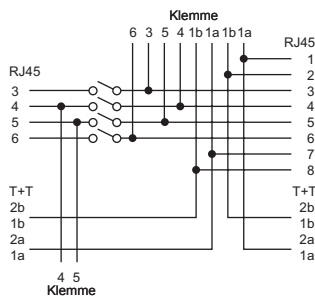 Klemme
6 3 5 4 1b 1a 1b 1a
RJ45
1
2
RJ45
3 3
4 4
5 5
6 6
7
8
T+T T+T
2b 2b
1b 1b
2a 2a
1a 1a
4 5
Klemme